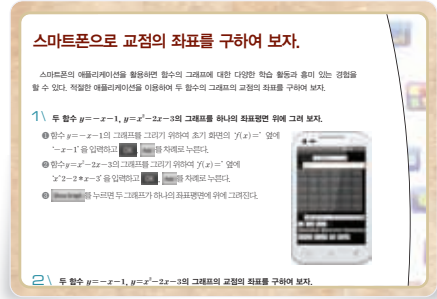 스마트폰으로 교점의 좌표를 구하여 보자.
스마트폰의 애플리케이션을 활용하면 함수의 그래프에 대한 다양한 학습 활동과 흥미 있는 경험을
할 수 있다. 적절한 애플리케이션을 이용하여 두 함수의 그래프의 교점의 좌표를 구하여 보자.
1\ 두 함수 y=-x-1, y=x²-2x-3의 그래프를 하나의 좌표평면 위에 그려 보자.
❶ 함수 y=-x-1의 그래프를 그리기 위하여 초기 화면의 'f(x)=' 옆에
'-x-1'을 입력하고 OK , Add 를 차례로 누른다.
❷ 함수 y=x²-2x-3의 그래프를 그리기 위하여 'f(x)=' 옆에
'x^2-2*x-3'을 입력하고 OK , Add 를 차례로 누른다.
❸ Show Graph 를 누르면 두 그래프가 하나의 좌표평면에 위에 그려진다.
2\ 두 함수 y=-x-1, y=x²-2x-3의 그래프의 교점의 좌표를 구하여 보자.